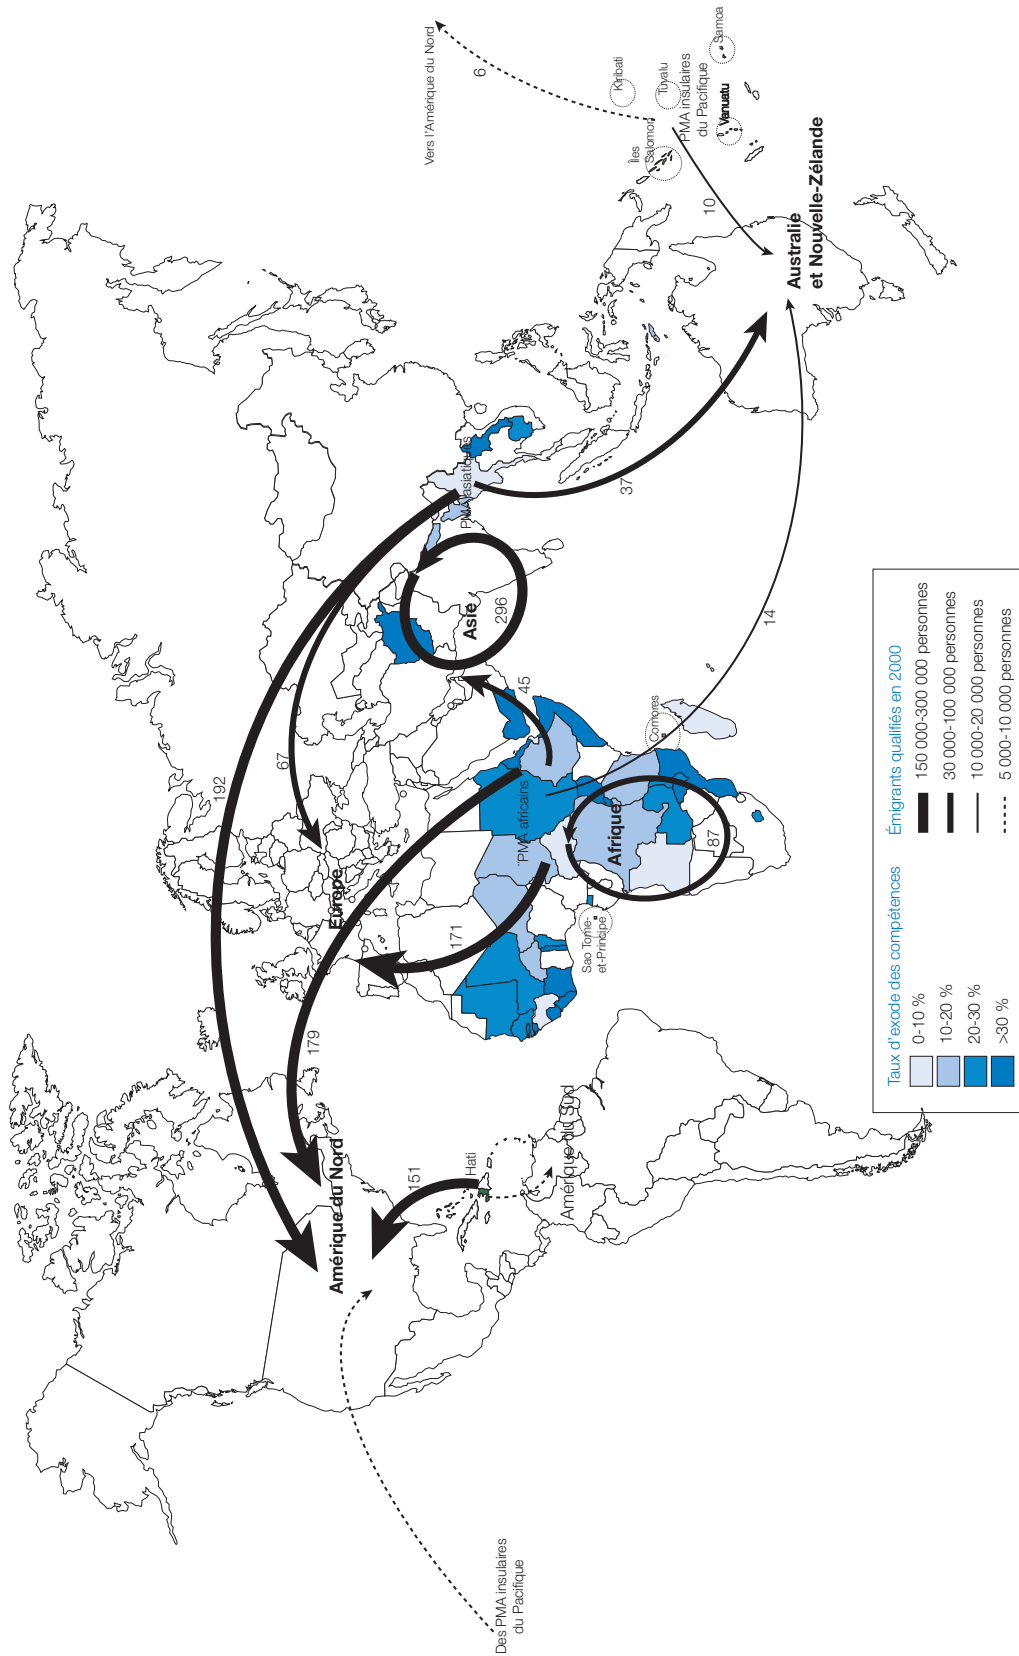 Vers l'Amérique du Nord
6
Kiribati
Tuvalu
Samoa
PMA insulaires
du Pacifique
Îles
Salomon
Vanuatu
10
Australie
et Nouvelle-Zélande
PMA asiatiques
37
Asie
296
14
45
67
192
Europe
Comores
PMA africains
Afrique
87
171
Sao Tome-
et-Principe
179
Amérique du Nord
151
Hati
Amérique du Sud
Des PMA insulaires
du Pacifique
Taux d'exode des compétences
0-10 %
10-20 %
20-30 %
>30 %
Émigrants qualifiés en 2000
150 000-300 000 personnes
30 000-100 000 personnes
10 000-20 000 personnes
5 000-10 000 personnes